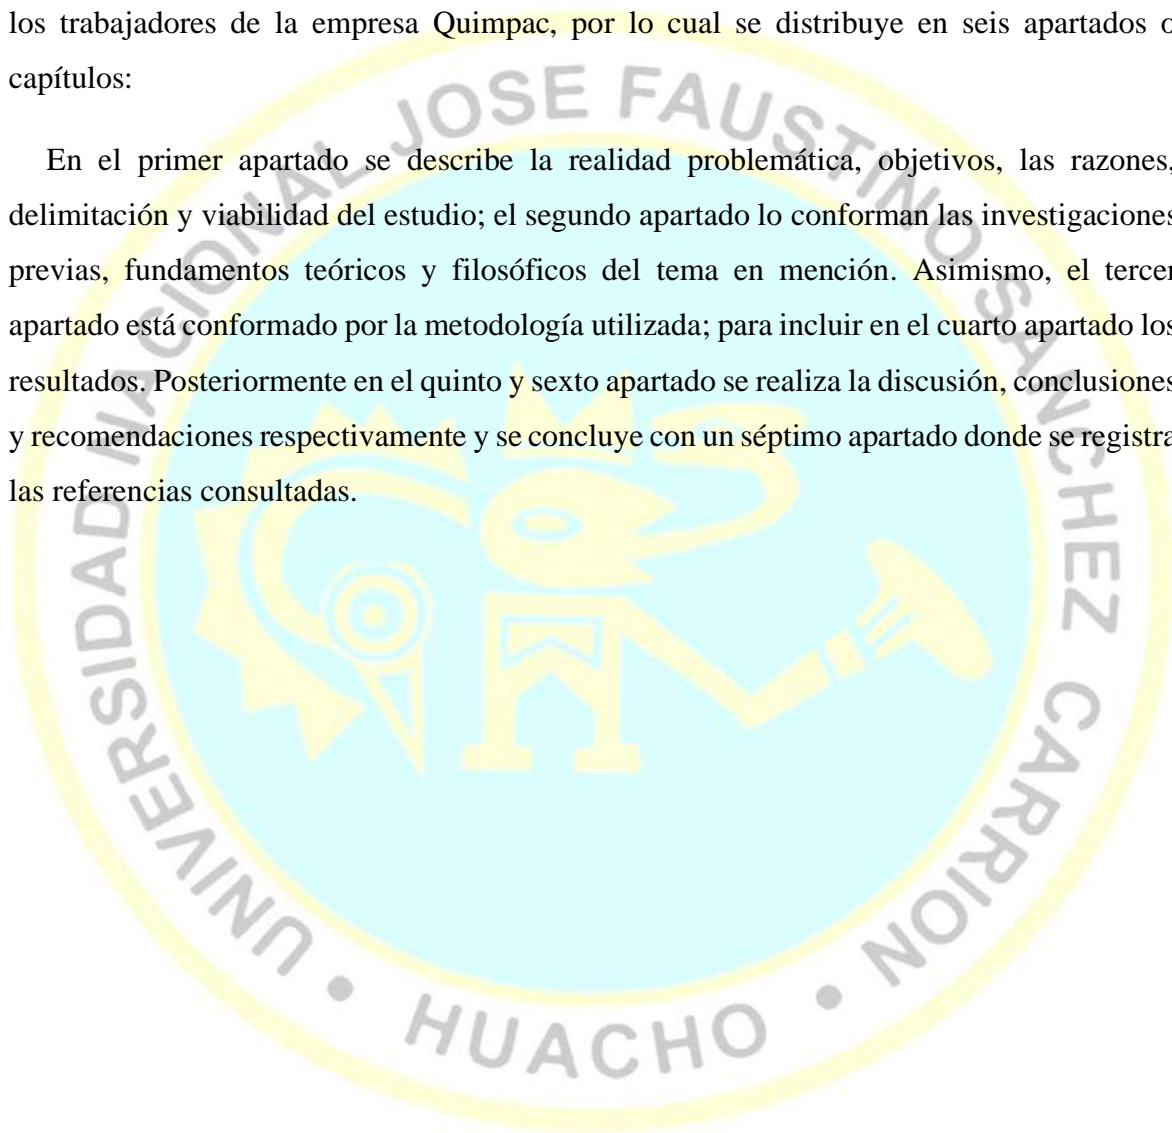 los trabajadores de la empresa Quimpac, por lo cual se distribuye en seis apartados o
capítulos:
En el primer apartado se describe la realidad problemática, objetivos, las razones,
delimitación y viabilidad del estudio; el segundo apartado lo conforman las investigaciones
previas, fundamentos teóricos y filosóficos del tema en mención. Asimismo, el tercer
apartado está conformado por la metodología utilizada; para incluir en el cuarto apartado los
resultados. Posteriormente en el quinto y sexto apartado se realiza la discusión, conclusiones
y recomendaciones respectivamente y se concluye con un séptimo apartado donde se registra
las referencias consultadas.
UNIVERSIDAD NACIONAL JOSE FAUSTINO SANCHEZ CARRION
• HUACHO •